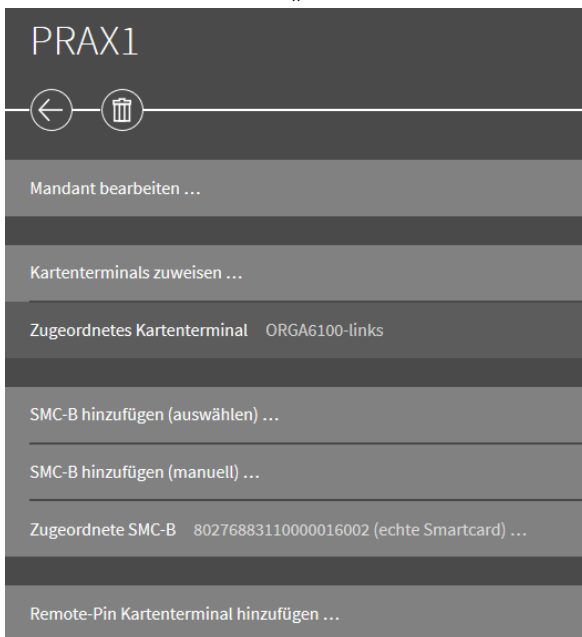 PRAX1
Mandant bearbeiten ...
Kartenterminals zuweisen ...
Zugeordnetes Kartenterminal ORGA6100-links
SMC-B hinzufügen (auswählen) ...
SMC-B hinzufügen (manuell) ...
Zugeordnete SMC-B 80276883110000016002 (echte Smartcard) ...
Remote-Pin Kartenterminal hinzufügen ...